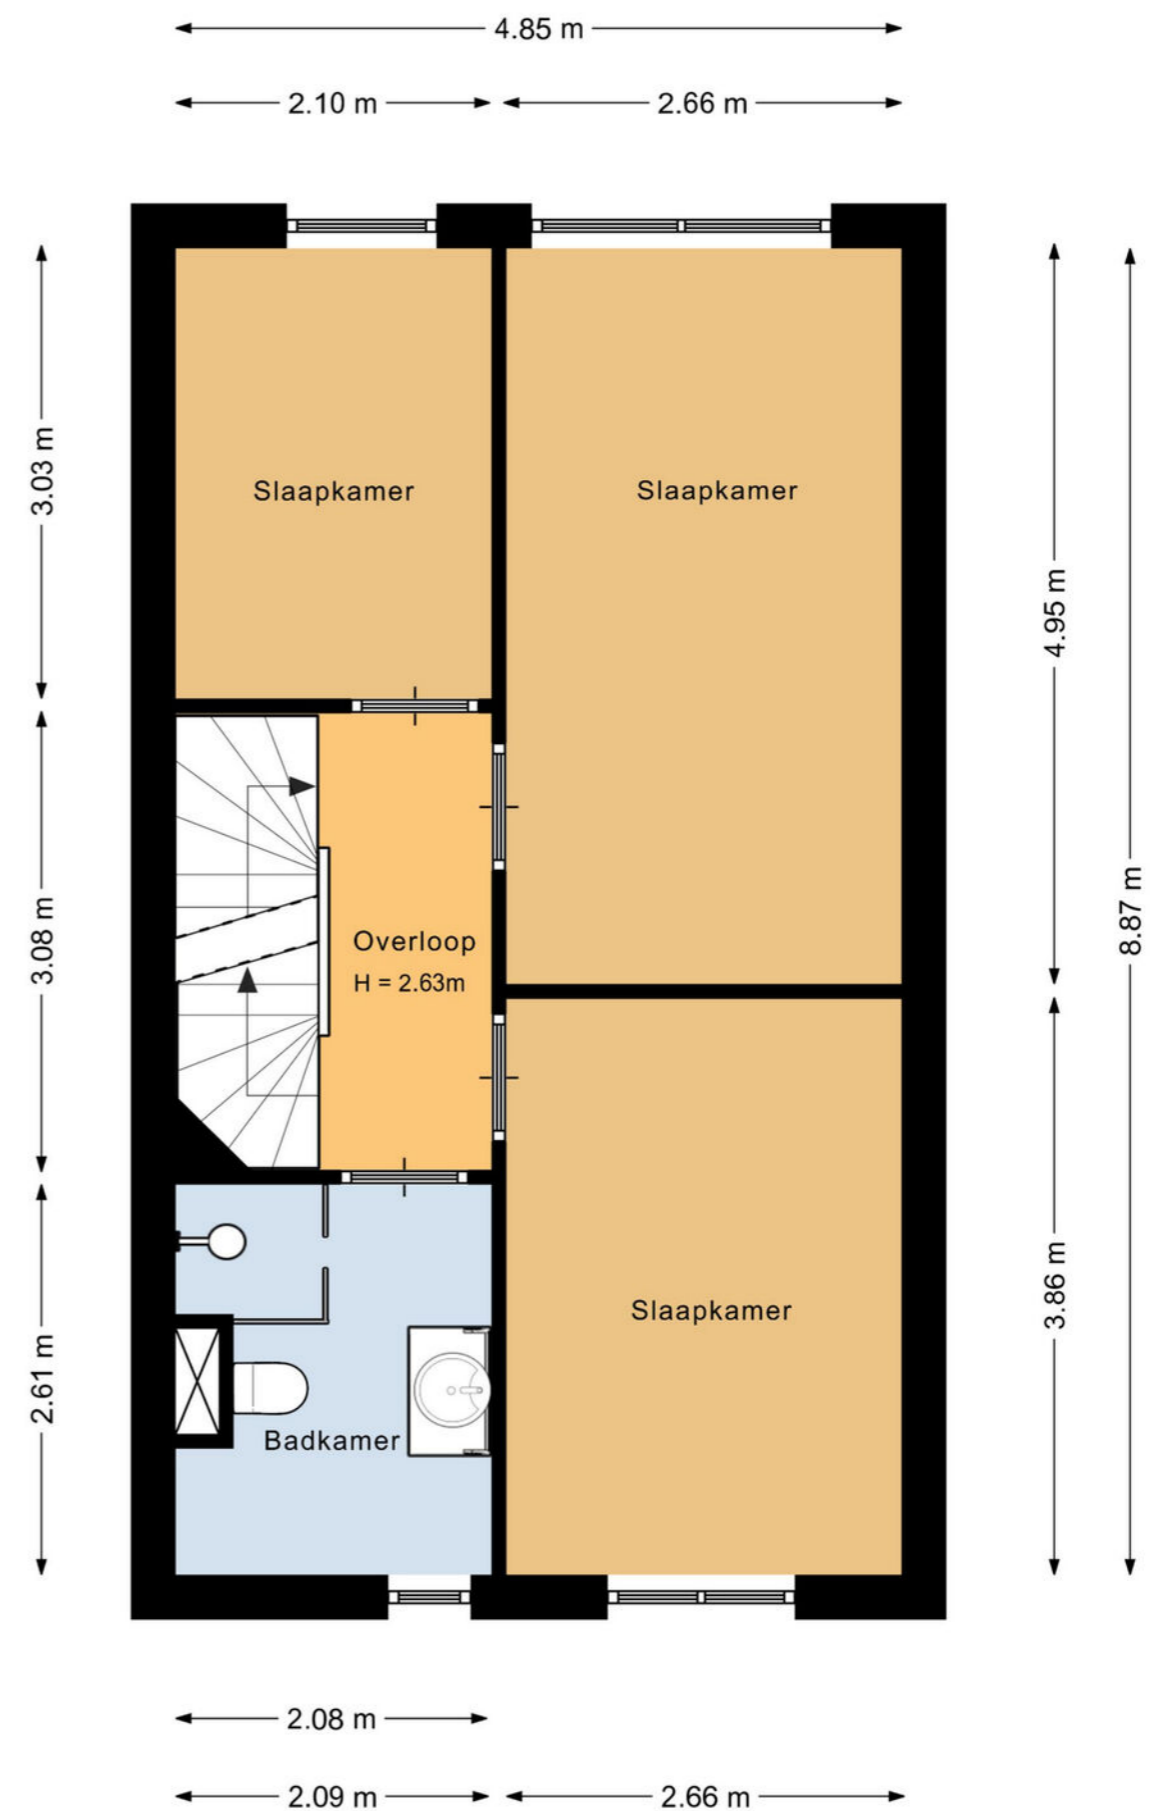 4.85 m
2.10 m
2.66 m
3.03 m
Slaapkamer
Slaapkamer
4.95 m
8.87 m
3.08 m
Overloop
H = 2.63m
3.86 m
Slaapkamer
2.61 m
Badkamer
2.08 m
2.09 m
2.66 m